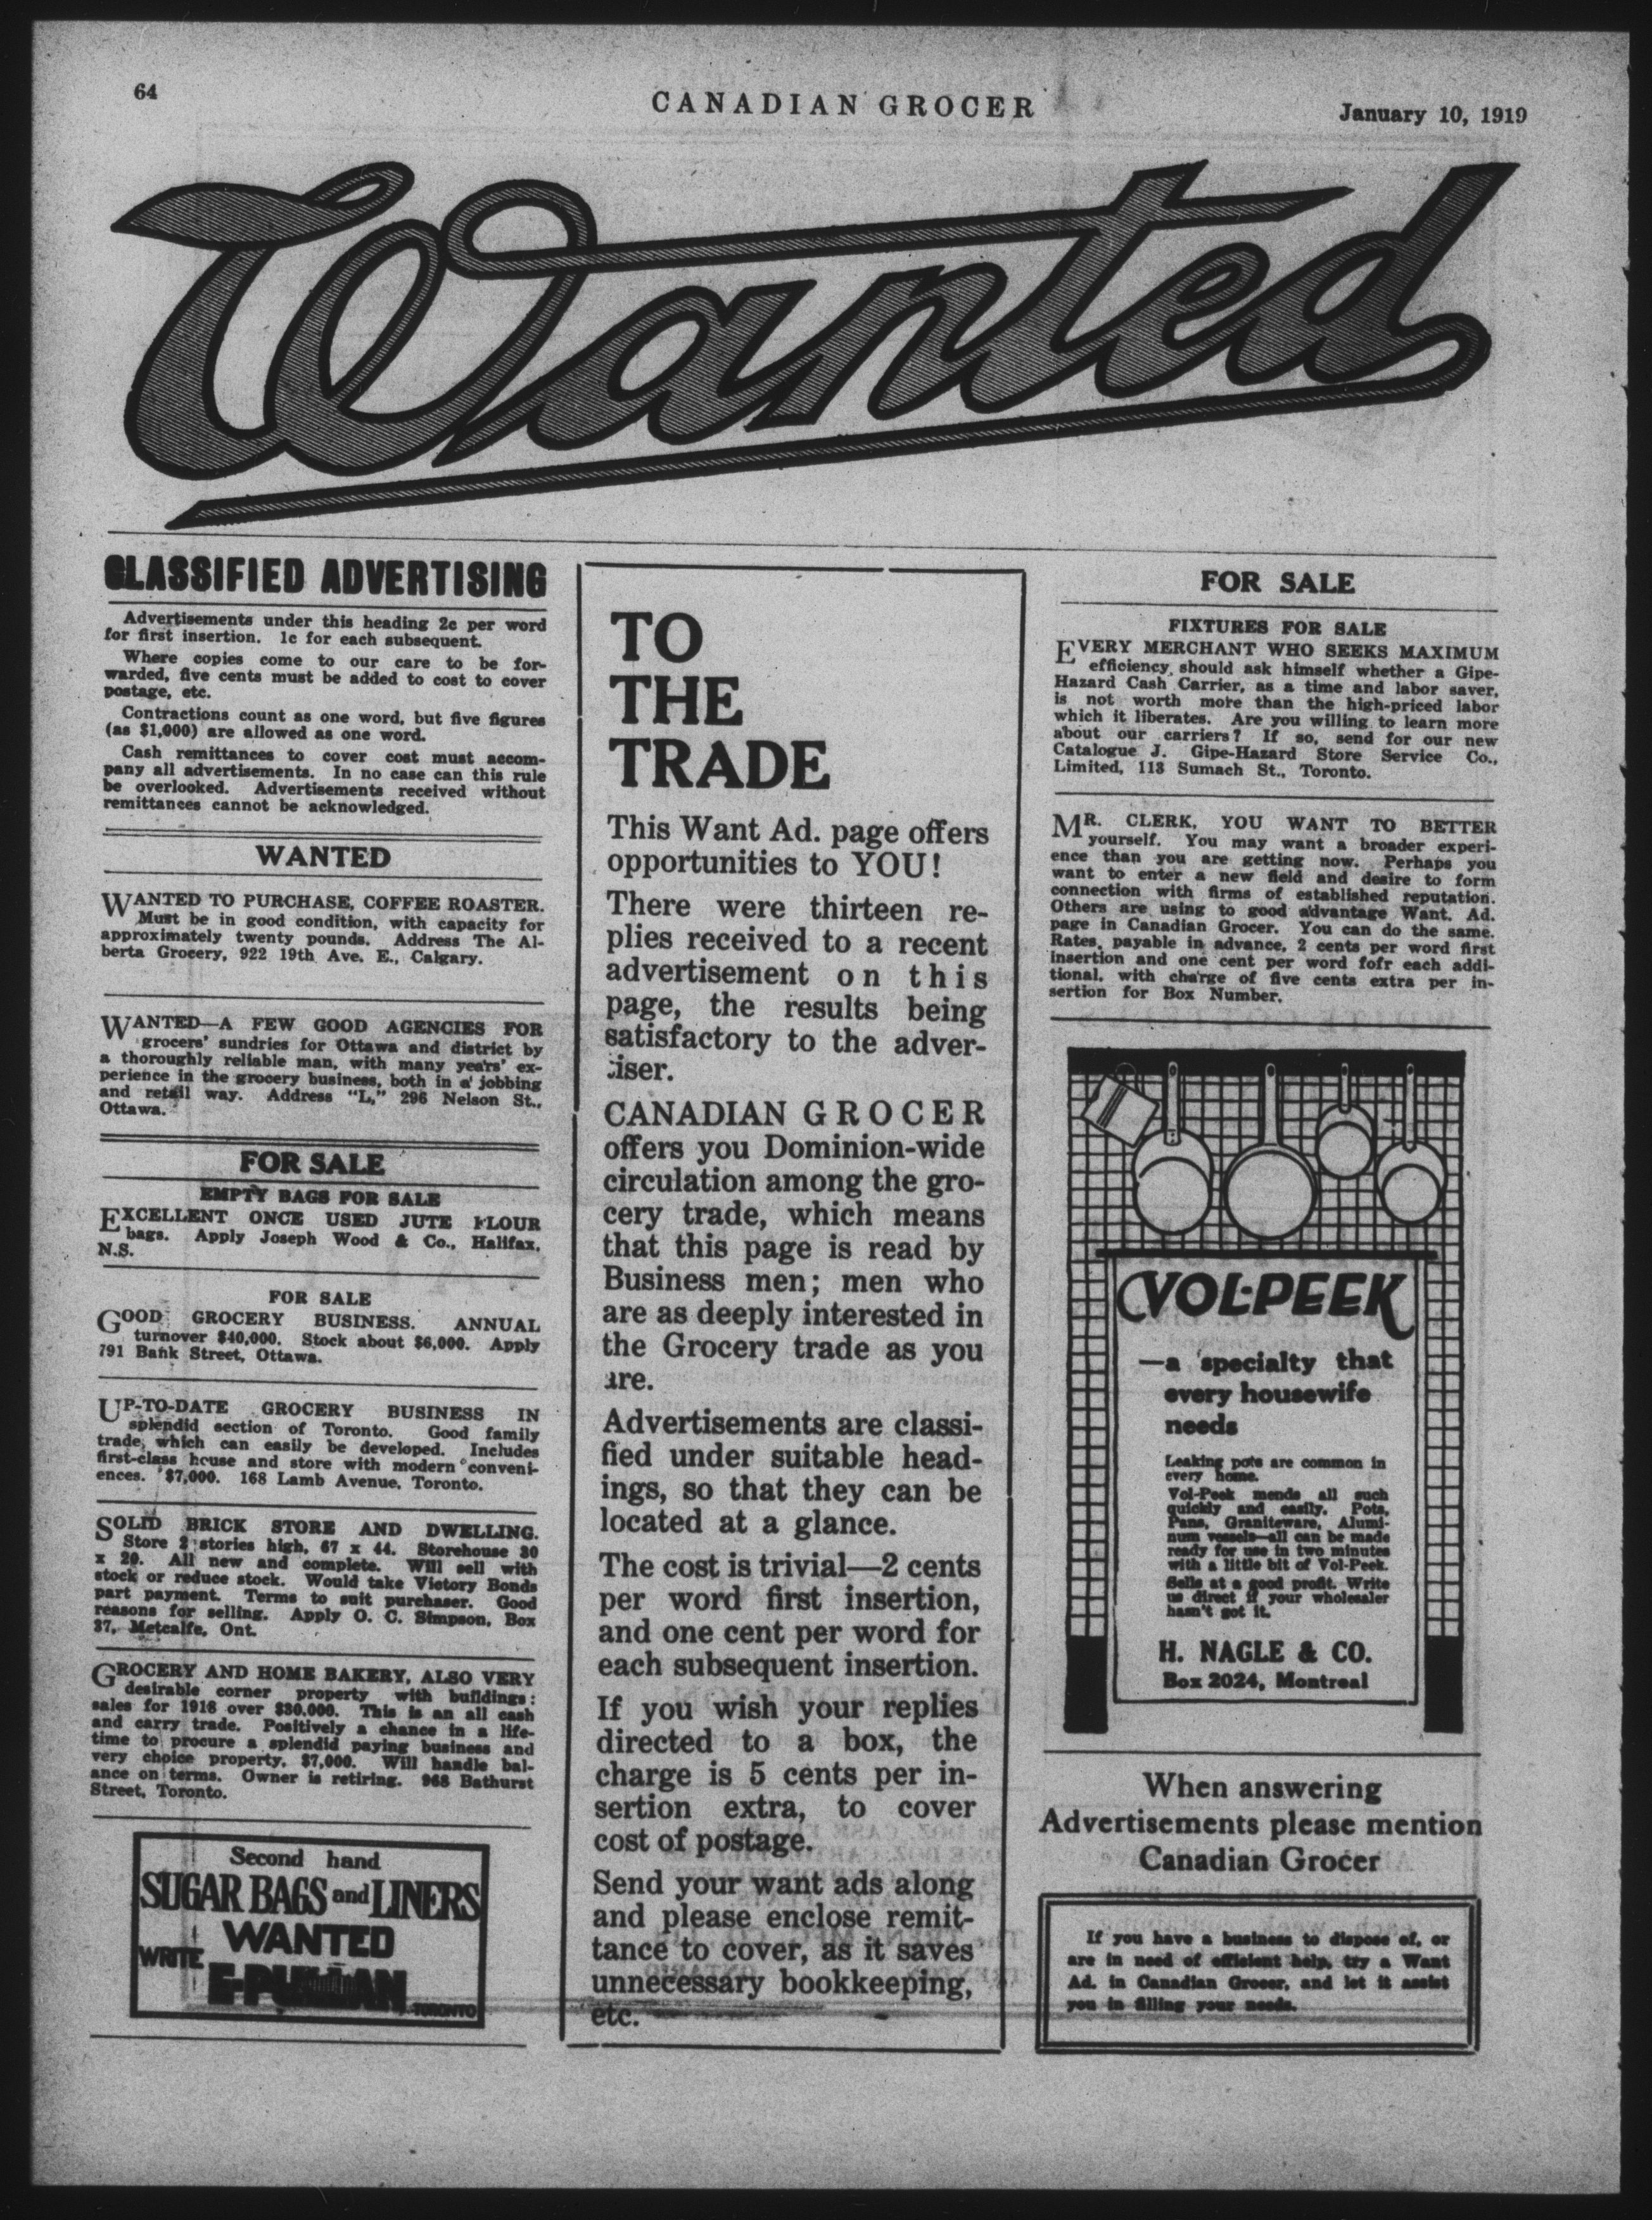 64
CANADIAN GROCER
January 10, 1919
Wanted
CLASSIFIED ADVERTISING
Advertisements under this heading 2c per word
for first insertion. 1c for each subsequent.
Where copies come to our care to be for-
warded, five cents must be added to cost to cover
postage, etc.
Contractions count as one word, but five figures
(as $1,000) are allowed as one word.
Cash remittances to cover cost must accom-
pany all advertisements. In no case can this rule
be overlooked. Advertisements received without
remittances cannot be acknowledged.
WANTED
WANTED TO PURCHASE, COFFEE ROASTER.
Must be in good condition, with capacity for
approximately twenty pounds. Address The Al-
berta Grocery, 922 19th Ave. E., Calgary.
WANTED—A FEW GOOD AGENCIES FOR
grocers' sundries for Ottawa and district by
a thoroughly reliable man, with many years' ex-
perience in the grocery business, both in a jobbing
and retail way. Address "L," 296 Nelson St.,
Ottawa.
FOR SALE
EMPTY BAGS FOR SALE
EXCELLENT ONCE USED JUTE FLOUR
bags. Apply Joseph Wood & Co., Halifax,
N.S.
FOR SALE
GOOD GROCERY BUSINESS. ANNUAL
turnover $40,000. Stock about $6,000. Apply
791 Bank Street, Ottawa.
UP-TO-DATE GROCERY BUSINESS IN
splendid section of Toronto. Good family
trade, which can easily be developed. Includes
first-class house and store with modern conveni-
ences. $7,000. 168 Lamb Avenue, Toronto.
SOLID BRICK STORE AND DWELLING.
Store 2 stories high, 67 x 44. Storehouse 30
x 20. All new and complete. Will sell with
stock or reduce stock. Would take Victory Bonds
part payment. Terms to suit purchaser. Good
reasons for selling. Apply O. C. Simpson, Box
37, Metcalfe, Ont.
GROCERY AND HOME BAKERY, ALSO VERY
desirable corner property with buildings;
sales for 1918 over $30,000. This is an all cash
and carry trade. Positively a chance in a life-
time to procure a splendid paying business and
very choice property, $7,000. Will handle bal-
ance on terms. Owner is retiring. 968 Bathurst
Street, Toronto.
Second hand
SUGAR BAGS and LINERS
WANTED
WRITE
E. PULLAN
TORONTO
TO
THE
TRADE
This Want Ad. page offers
opportunities to YOU!
There were thirteen re-
plies received to a recent
advertisement on this
page, the results being
satisfactory to the adver-
tiser.
CANADIAN GROCER
offers you Dominion-wide
circulation among the gro-
cery trade, which means
that this page is read by
Business men; men who
are as deeply interested in
the Grocery trade as you
are.
Advertisements are classi-
fied under suitable head-
ings, so that they can be
located at a glance.
The cost is trivial—2 cents
per word first insertion,
and one cent per word for
each subsequent insertion.
If you wish your replies
directed to a box, the
charge is 5 cents per in-
sertion extra, to cover
cost of postage.
Send your want ads along
and please enclose remit-
tance to cover, as it saves
unnecessary bookkeeping,
etc.
FOR SALE
FIXTURES FOR SALE
EVERY MERCHANT WHO SEEKS MAXIMUM
efficiency should ask himself whether a Gipe-
Hazard Cash Carrier, as a time and labor saver,
is not worth more than the high-priced labor
which it liberates. Are you willing to learn more
about our carriers? If so, send for our new
Catalogue J. Gipe-Hazard Store Service Co.,
Limited, 113 Sumach St., Toronto.
MR. CLERK, YOU WANT TO BETTER
yourself. You may want a broader experi-
ence than you are getting now. Perhaps you
want to enter a new field and desire to form
connection with firms of established reputation.
Others are using to good advantage Want. Ad.
page in Canadian Grocer. You can do the same.
Rates, payable in advance, 2 cents per word first
insertion and one cent per word fofr each addi-
tional, with charge of five cents extra per in-
sertion for Box Number.
VOL-PEEK
—a specialty that
every housewife
needs
Leaking pots are common in
every home.
Vol-Peek mends all such
quickly and easily. Pots,
Pans, Graniteware, Alumi-
num vessels—all can be made
ready for use in two minutes
with a little bit of Vol-Peek.
Sells at a good profit. Write
us direct if your wholesaler
hasn't got it.
H. NAGLE & CO.
Box 2024, Montreal
When answering
Advertisements please mention
Canadian Grocer
If you have a business to dispose of, or
are in need of efficient help, try a Want
Ad. in Canadian Grocer, and let it assist
you in filling your needs.